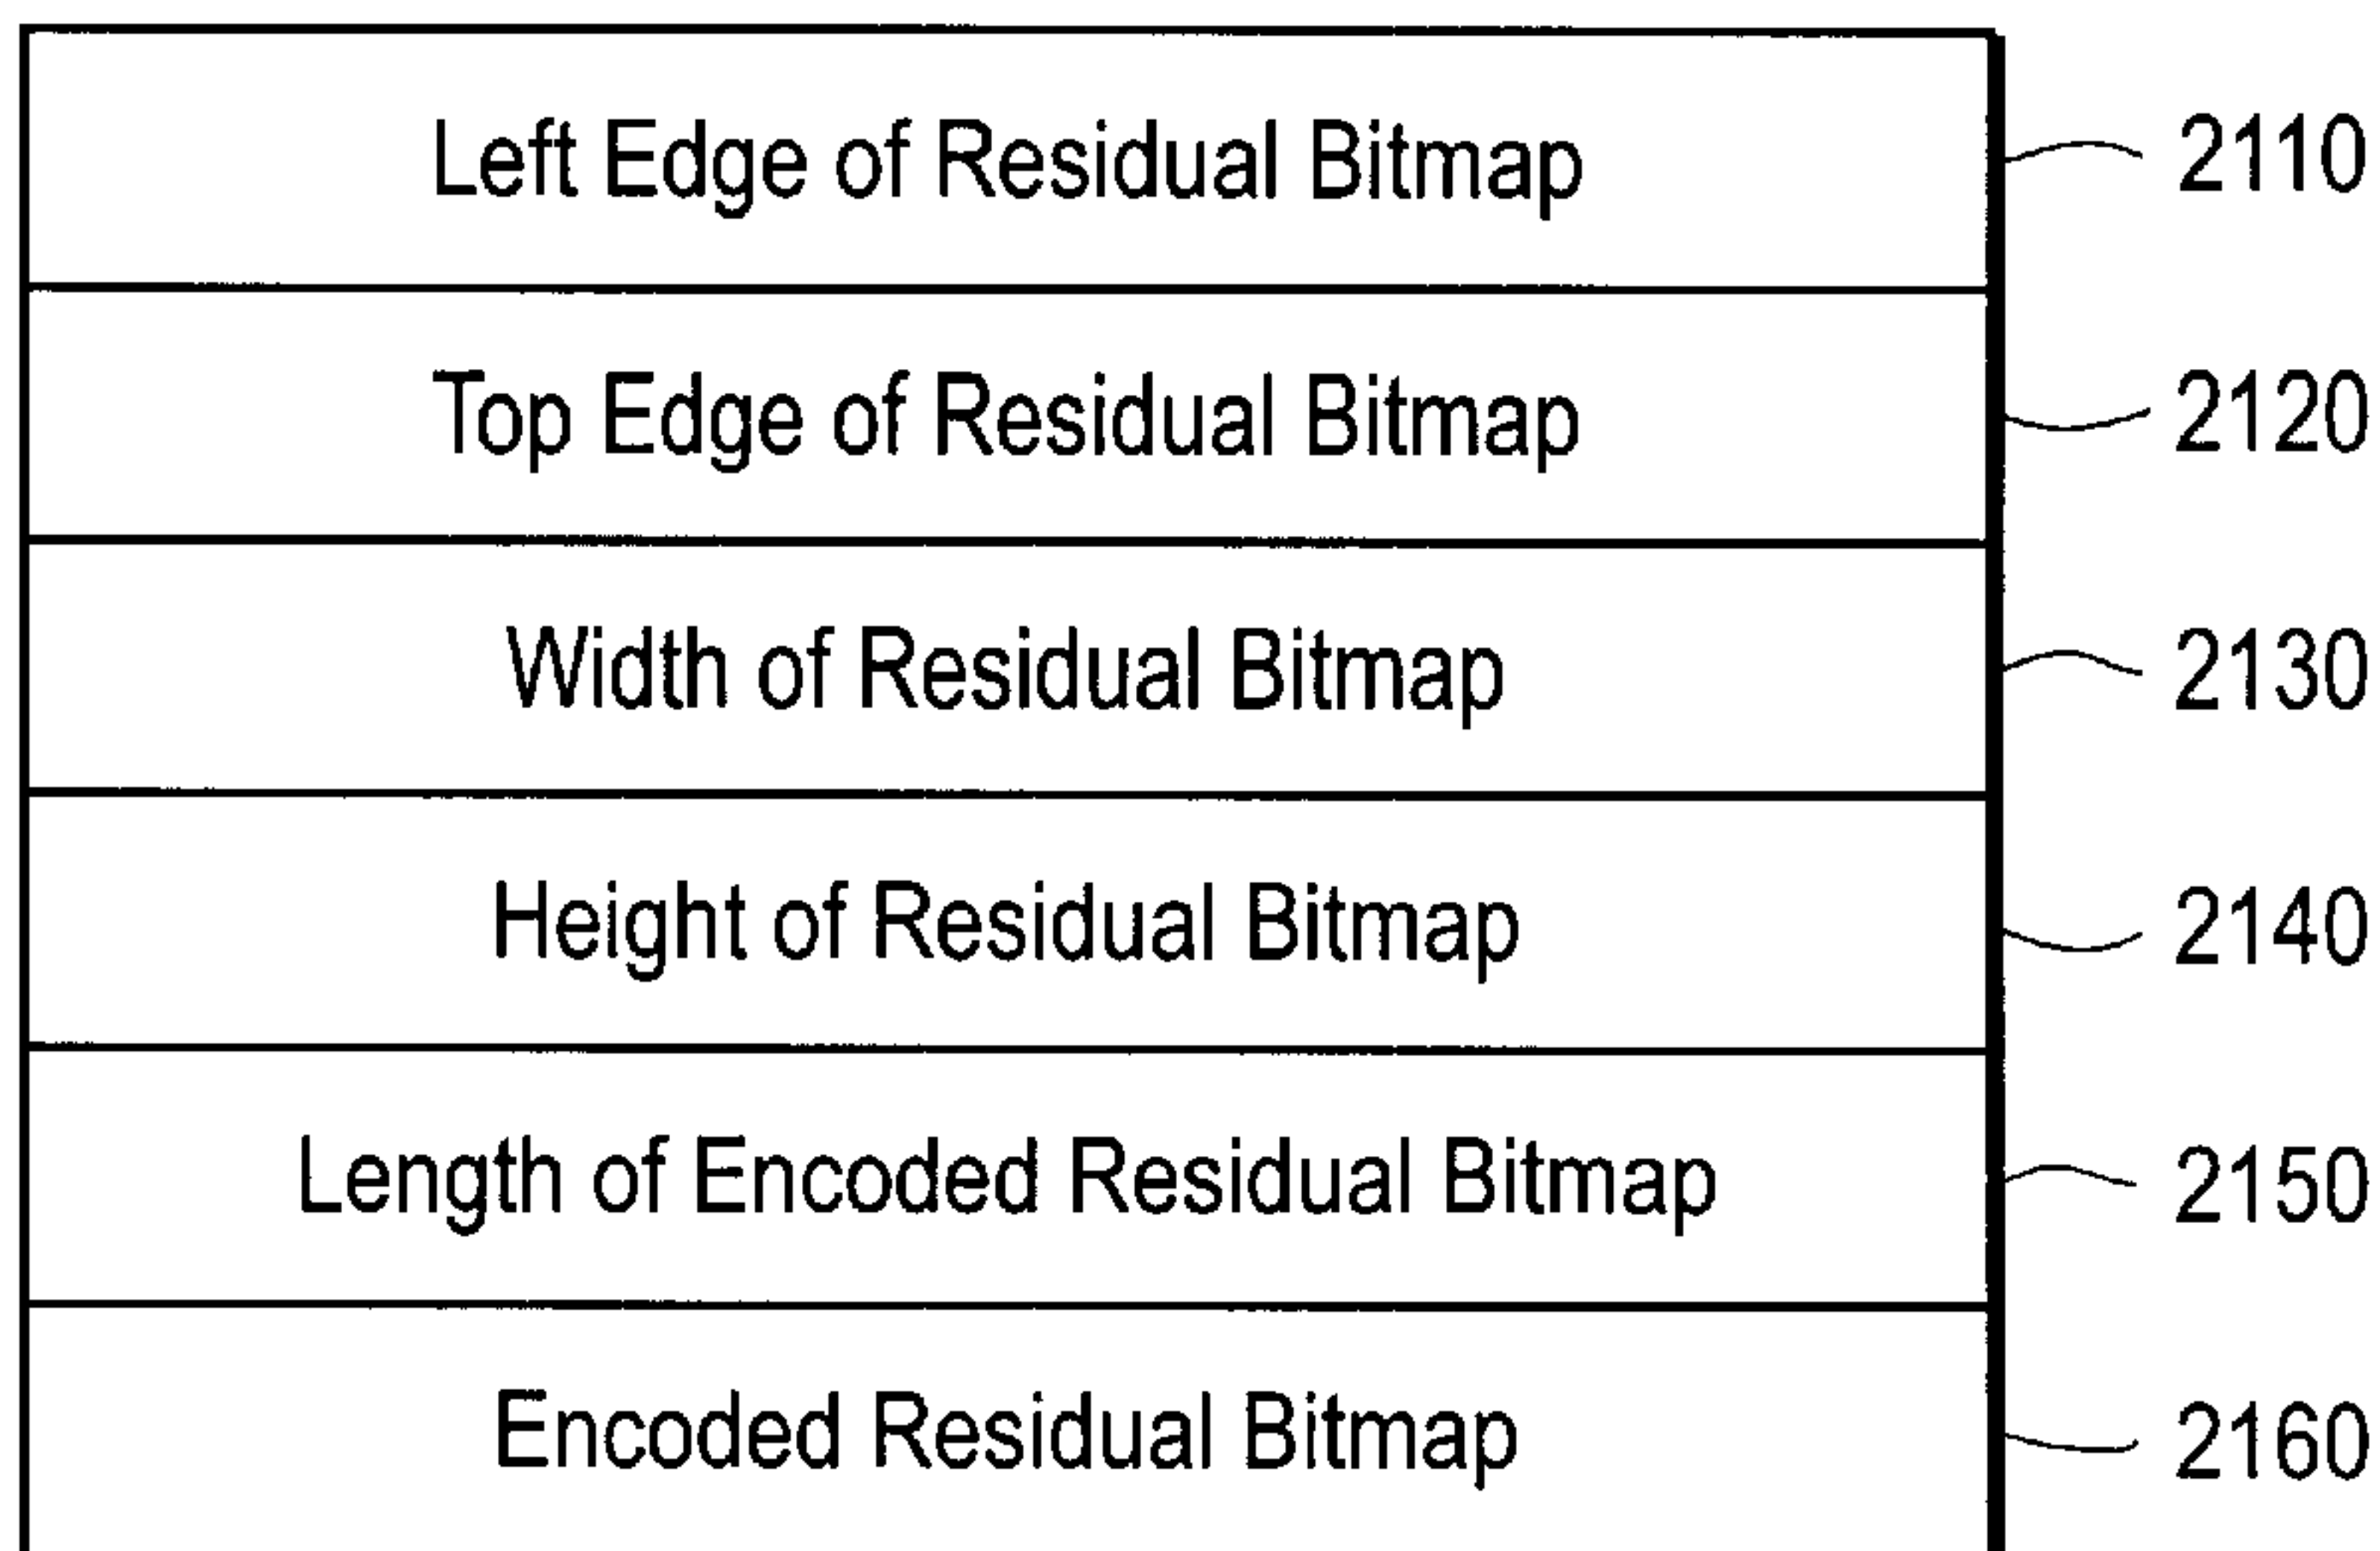 Left Edge of Residual Bitmap 2110
Top Edge of Residual Bitmap 2120
Width of Residual Bitmap 2130
Height of Residual Bitmap 2140
Length of Encoded Residual Bitmap 2150
Encoded Residual Bitmap 2160